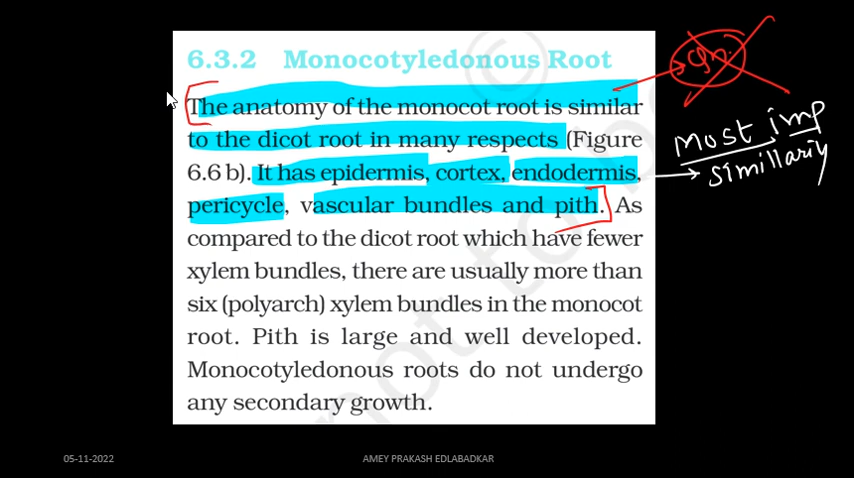 6.3.2 Monocotyledonous Root
The anatomy of the monocot root is similar
to the dicot root in many respects (Figure
6.6 b). It has epidermis, cortex, endodermis,
pericycle, vascular bundles and pith. As
compared to the dicot root which have fewer
xylem bundles, there are usually more than
six (polyarch) xylem bundles in the monocot
root. Pith is large and well developed.
Monocotyledonous roots do not undergo
any secondary growth.
Most imp
simillariy
05-11-2022
AMEY PRAKASH EDLABADKAR